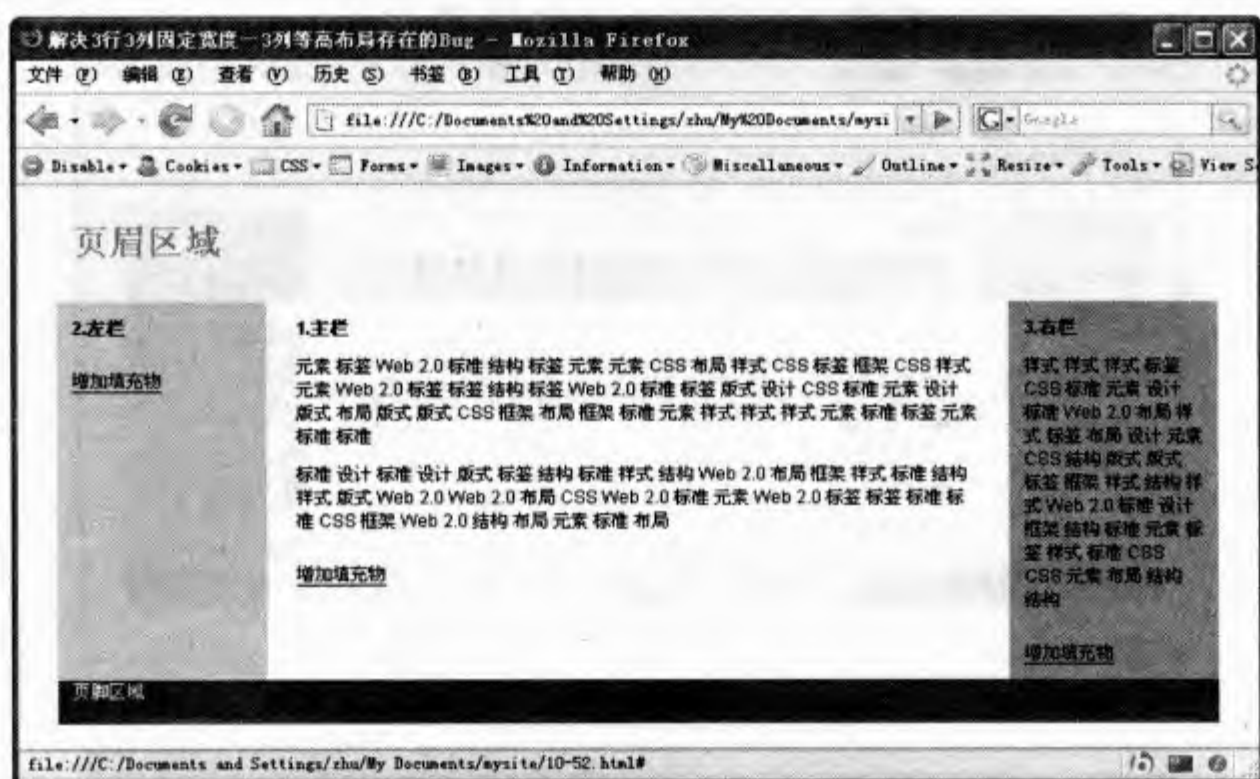 解决3行3列固定宽度—3列等高布局存在的Bug - Mozilla Firefox
文件 (F) 编辑 (E) 查看 (V) 历史 (S) 书签 (B) 工具 (T) 帮助 (H)
file:///C:/Documents%20and%20Settings/zhu/My%20Documents/mysi
Google
Disable Cookies CSS Forms Images Information Miscellaneous Outline Resize Tools View S
页眉区域
2.左栏
增加填充物
1.主栏
元素 标签 Web 2.0 标准 结构 标签 元素 元素 CSS 布局 样式 CSS 标签 框架 CSS 样式
元素 Web 2.0 标签 标签 结构 标签 Web 2.0 标准 标签 版式 设计 CSS 标准 元素 设计
版式 布局 版式 版式 CSS 框架 布局 框架 标准 元素 样式 样式 样式 元素 标准 标签 元素
标准 标准
标准 设计 标准 设计 版式 标签 结构 标准 样式 结构 Web 2.0 布局 框架 样式 标准 结构
样式 版式 Web 2.0 Web 2.0 布局 CSS Web 2.0 标准 元素 Web 2.0 标签 标签 标准 标
准 CSS 框架 Web 2.0 结构 布局 元素 标准 布局
增加填充物
3.右栏
样式 样式 样式 标签
CSS 标准 元素 设计
标准 Web 2.0 布局 样
式 标签 布局 设计 元素
CSS 结构 版式 版式
标签 框架 样式 结构 样
式 Web 2.0 标准 设计
框架 结构 标准 元素 标
签 样式 标准 CSS
CSS 元素 布局 结构
结构
增加填充物
页脚区域
file:///C:/Documents and Settings/zhu/My Documents/mysite/10-52.html#